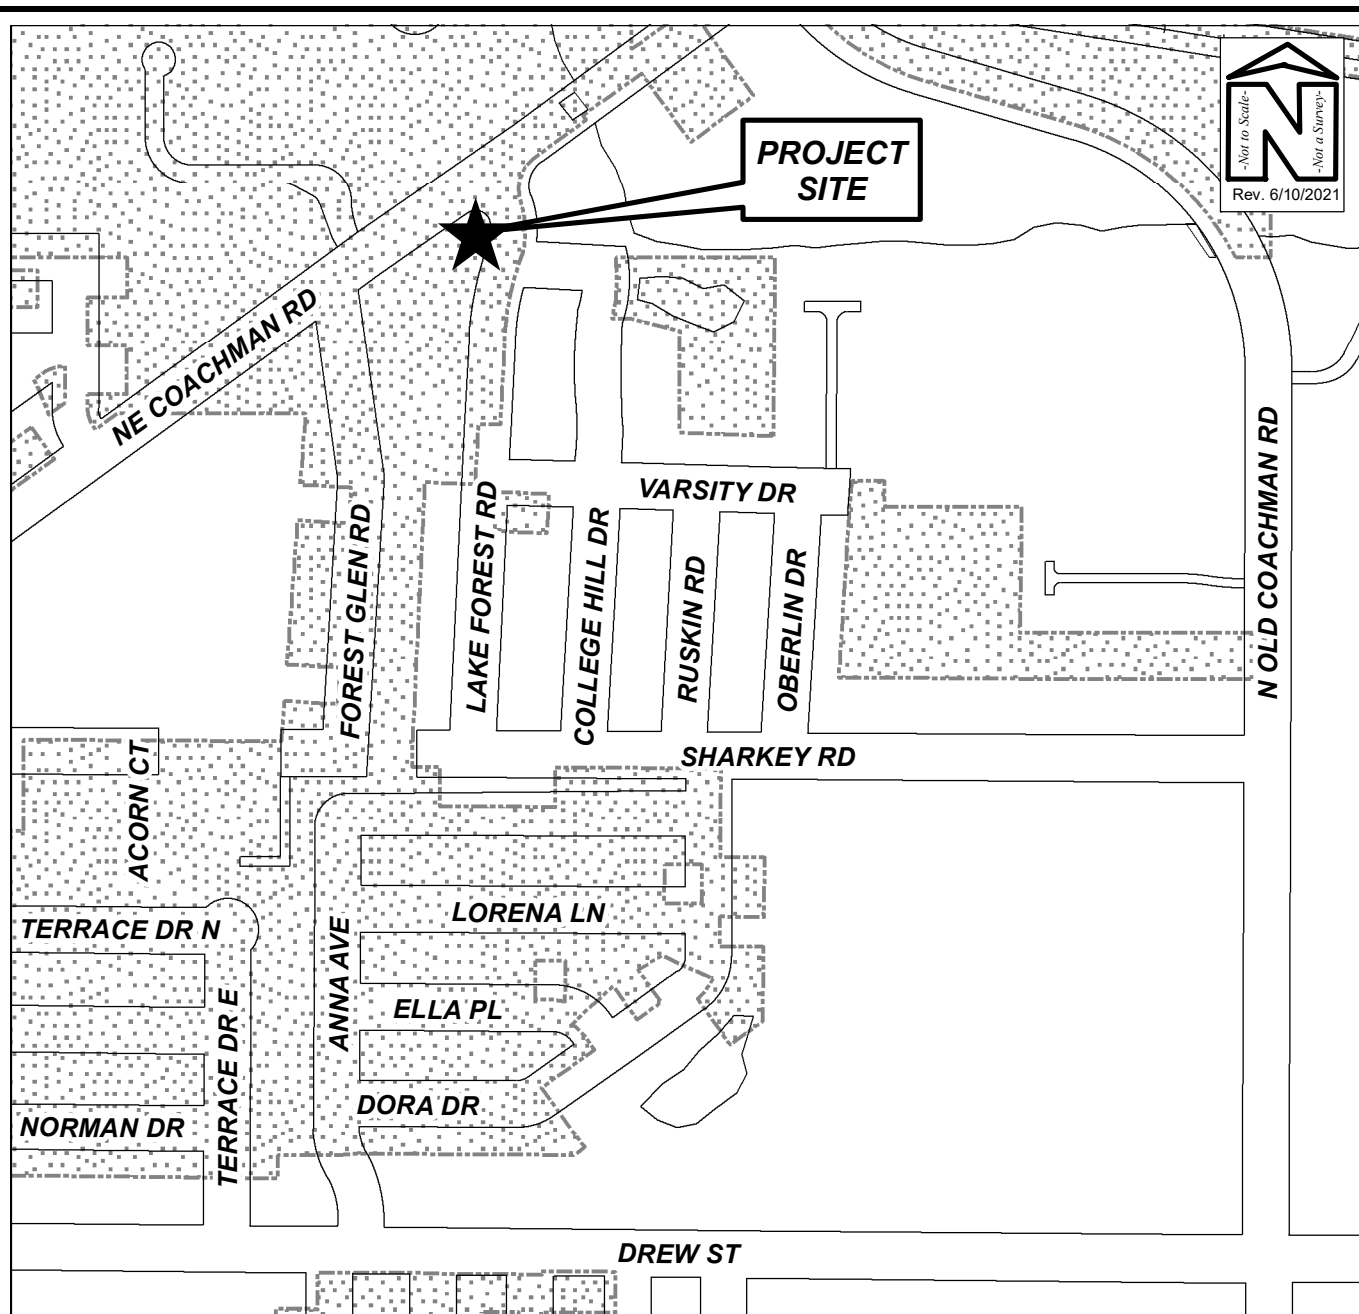 PROJECT
SITE
-Not to Scale-
-Not a Survey-
N
Rev. 6/10/2021
NE COACHMAN RD
FOREST GLEN RD
LAKE FOREST RD
COLLEGE HILL DR
VARSITY DR
RUSKIN RD
OBERLIN DR
N OLD COACHMAN RD
SHARKEY RD
ACORN CT
TERRACE DR N
LORENA LN
ANNA AVE
ELLA PL
TERRACE DR E
DORA DR
NORMAN DR
DREW ST